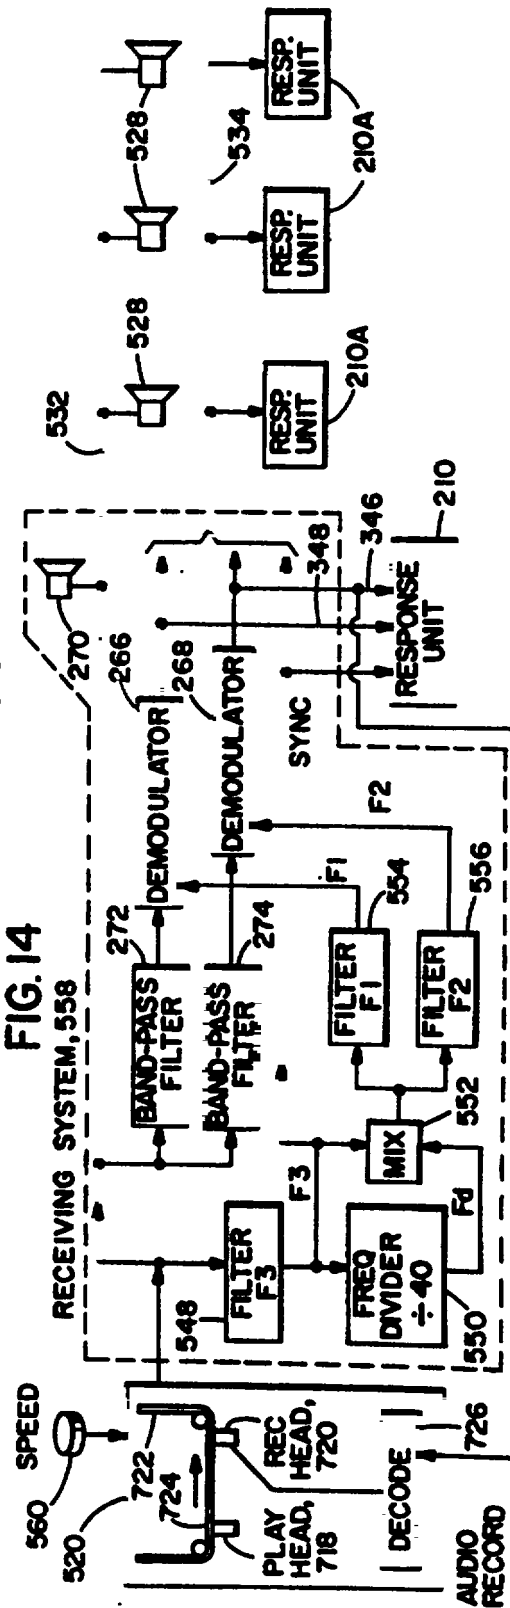 FIG. 14
RECEIVING SYSTEM, 558
SPEED
560
520
722
724
PLAY
HEAD,
718
REC
HEAD,
720
DECODE
726
AUDIO
RECORD
548
FILTER
F3
F3
FREQ
DIVIDER
÷40
550
Fd
MIX
552
BAND-PASS
FILTER
272
BAND-PASS
FILTER
274
FILTER
F1
554
FILTER
F2
556
F1
F2
DEMODULATOR
266
DEMODULATOR
268
270
SYNC
348
346
RESPONSE
UNIT
210
532
528
528
534
RESP.
UNIT
210A
RESP.
UNIT
RESP.
UNIT
210A